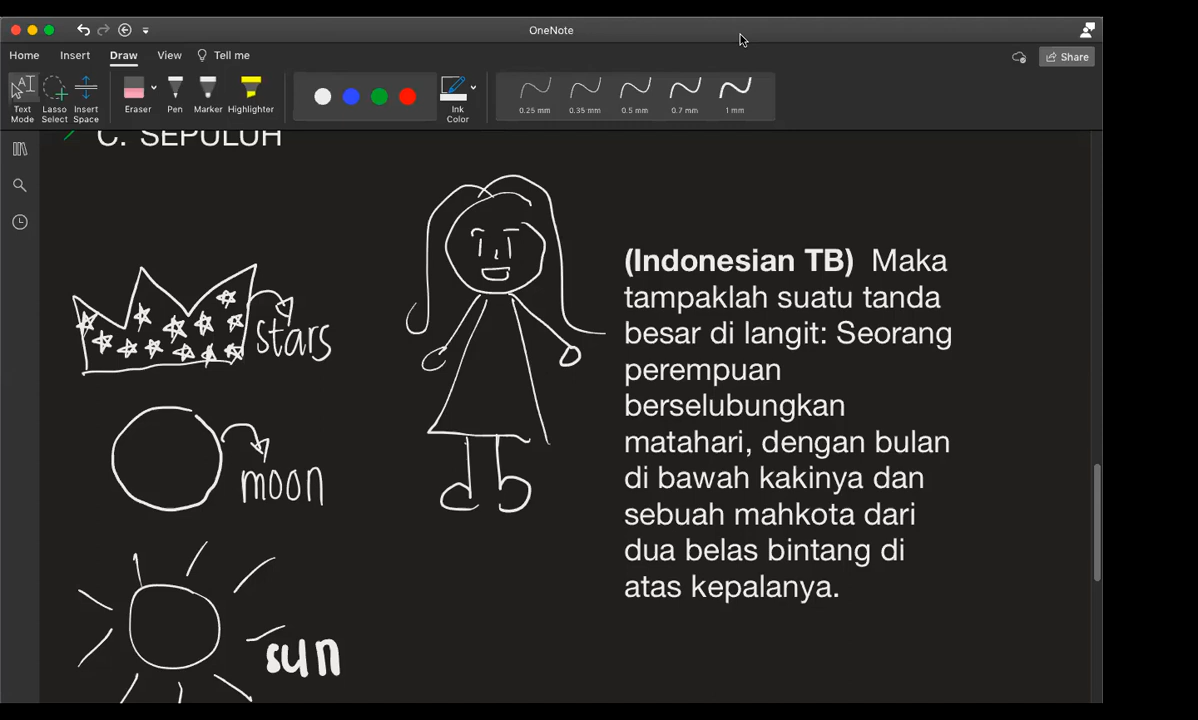 OneNote
Home Insert Draw View Tell me
Share
Text Mode
Lasso Select
Insert Space
Eraser
Pen
Marker
Highlighter
Ink Color
0.25 mm 0.35 mm 0.5 mm 0.7 mm 1 mm
C. SEPULUH
stars
moon
sun
(Indonesian TB) Maka
tampaklah suatu tanda
besar di langit: Seorang
perempuan
berselubungkan
matahari, dengan bulan
di bawah kakinya dan
sebuah mahkota dari
dua belas bintang di
atas kepalanya.